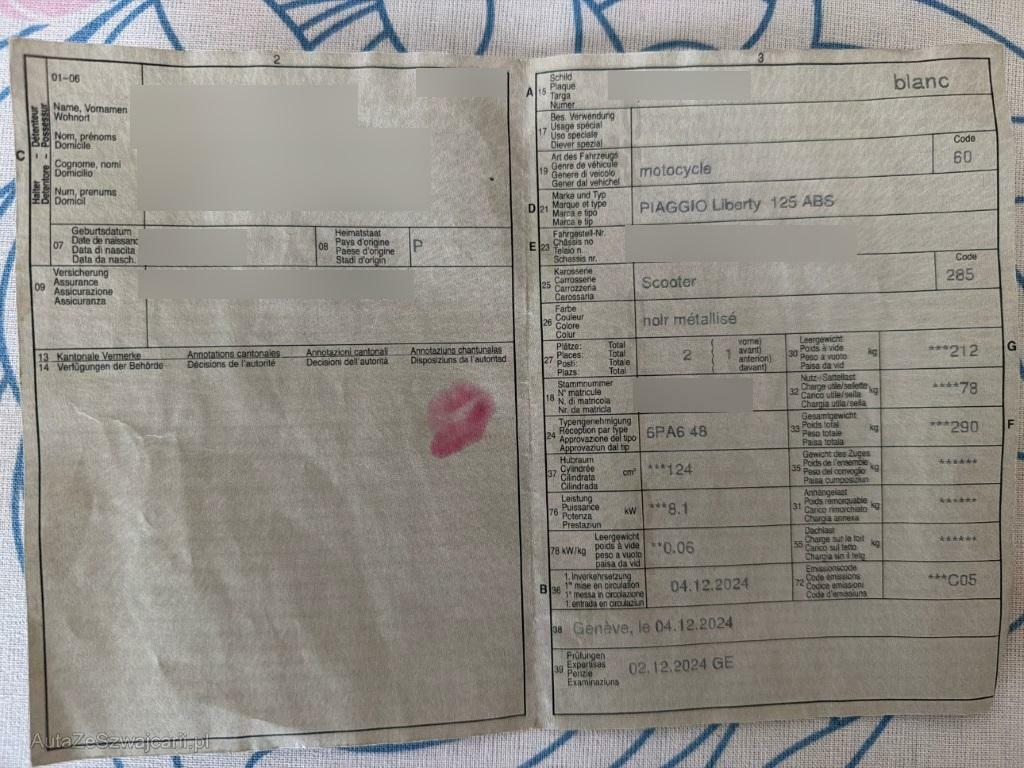 2
01-06
C
Halter - Détenteur
Detentore - Possessur
Name, Vornamen
Wohnort
Nom, prénoms
Domicile
Cognome, nomi
Domicilio
Num, prenums
Domicil
07
Geburtsdatum
Date de naissanc
Data di nascita
Data da nasch.
08
Heimatstaat
Pays d'origine
Paese d'origine
Stadi d'origin
P
09
Versicherung
Assurance
Assicurazione
Assicuranza
13 Kantonale Vermerke Annotations cantonales Annotazioni cantonali Annotaziuns chantunalas
14 Verfügungen der Behörde Décisions de l'autorité Decisioni dell'autorità Disposiziuns da l'autoritad
3
A
15
Schild
Plaque
Targa
Numer
blanc
17
Bes. Verwendung
Usage spécial
Uso speciale
Diever spezial
19
Art des Fahrzeugs
Genre de véhicule
Genere di veicolo
Gener dal vehichel
motocycle
Code
60
D
21
Marke und Typ
Marque et type
Marca e tipo
Marca e tip
PIAGGIO Liberty 125 ABS
E
23
Fahrgestell-Nr.
Châssis no
Telaio n.
Schassis nr.
25
Karosserie
Carrosserie
Carrozzeria
Carossaria
Scooter
Code
285
26
Farbe
Couleur
Colore
Colur
noir métallisé
27
Plätze: Total
Places: Total
Posti: Totale
Plazs: Total
2
( 1
vorne)
avant)
anteriori)
davant)
30
Leergewicht
Poids à vide
Peso a vuoto
Paisa da vid
kg
***212
G
18
Stammnummer
N° matricule
N. di matricola
Nr. da matricla
32
Nutz-/Sattellast
Charge utile/sellette
Carico utile/sella
Chargia utila/sella
kg
****78
24
Typengenehmigung
Réception par type
Approvazione del tipo
Approvaziun dal tip
6PA6 48
33
Gesamtgewicht
Poids total
Peso totale
Paisa totala
kg
***290
F
37
Hubraum
Cylindrée
Cilindrata
Cilindrada
cm³
***124
35
Gewicht des Zuges
Poids de l'ensemble
Peso del convoglio
Paisa cumposiziun
kg
******
76
Leistung
Puissance
Potenza
Prestaziun
kW
***8.1
31
Anhängelast
Poids remorquable
Carico rimorchiato
Chargia annexa
kg
******
78 kW/kg
Leergewicht
poids à vide
peso a vuoto
paisa da vid
**0.06
55
Dachlast
Charge sur le toit
Carico sul tetto
Chargia sin il tetg
kg
******
B
36
1. Inverkehrsetzung
1re mise en circulation
1a messa in circolazione
1. entrada en circulaziun
04.12.2024
72
Emissionscode
Code émissions
Codice emissioni
Code d'emissiuns
***C05
38
Genève, le 04.12.2024
39
Prüfungen
Expertises
Perizie
Examinaziuns
02.12.2024 GE
AutaZeSzwajcarii.pl